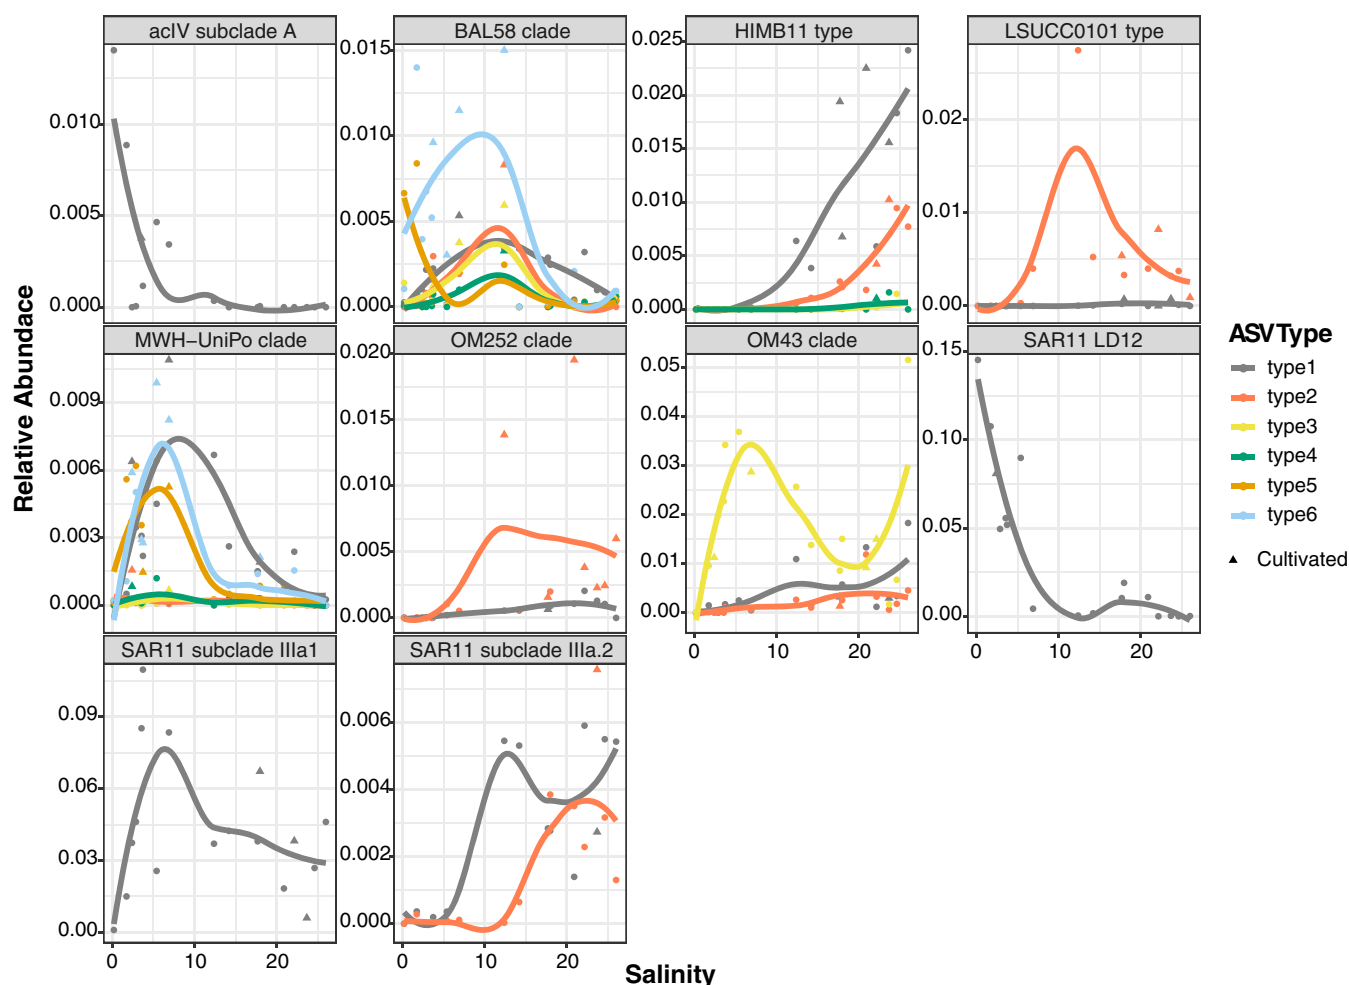 acIV subclade A
BAL58 clade
HIMB11 type
LSUCC0101 type
0.010
0.005
0.000
0.015
0.010
0.005
0.000
0.025
0.020
0.015
0.010
0.005
0.000
0.02
0.01
0.00
MWH−UniPo clade
OM252 clade
OM43 clade
SAR11 LD12
0.009
0.006
0.003
0.000
0.020
0.015
0.010
0.005
0.000
0.05
0.04
0.03
0.02
0.01
0.00
0.15
0.10
0.05
0.00
0 10 20
0 10 20
SAR11 subclade IIIa1
SAR11 subclade IIIa.2
0.09
0.06
0.03
0.00
0.006
0.004
0.002
0.000
0 10 20
0 10 20
Relative Abundace
Salinity
ASVType
type1
type2
type3
type4
type5
type6
Cultivated